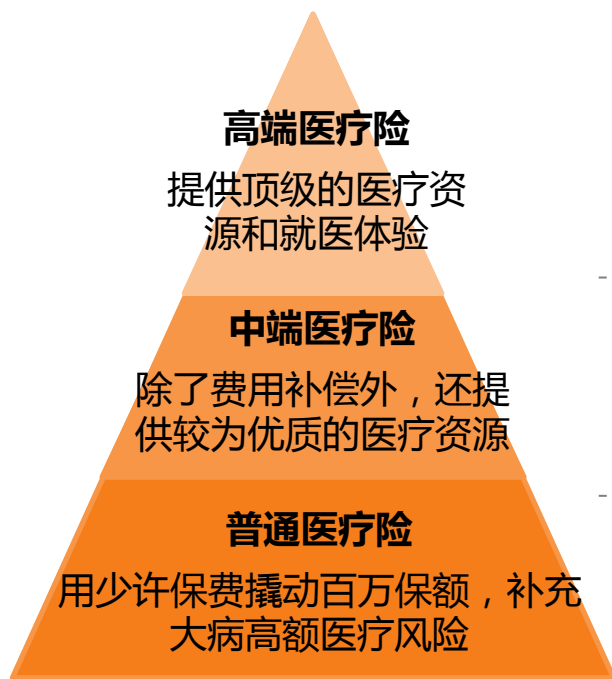 高端医疗险
提供顶级的医疗资
源和就医体验
中端医疗险
除了费用补偿外，还提
供较为优质的医疗资源
普通医疗险
用少许保费撬动百万保额，补充
大病高额医疗风险